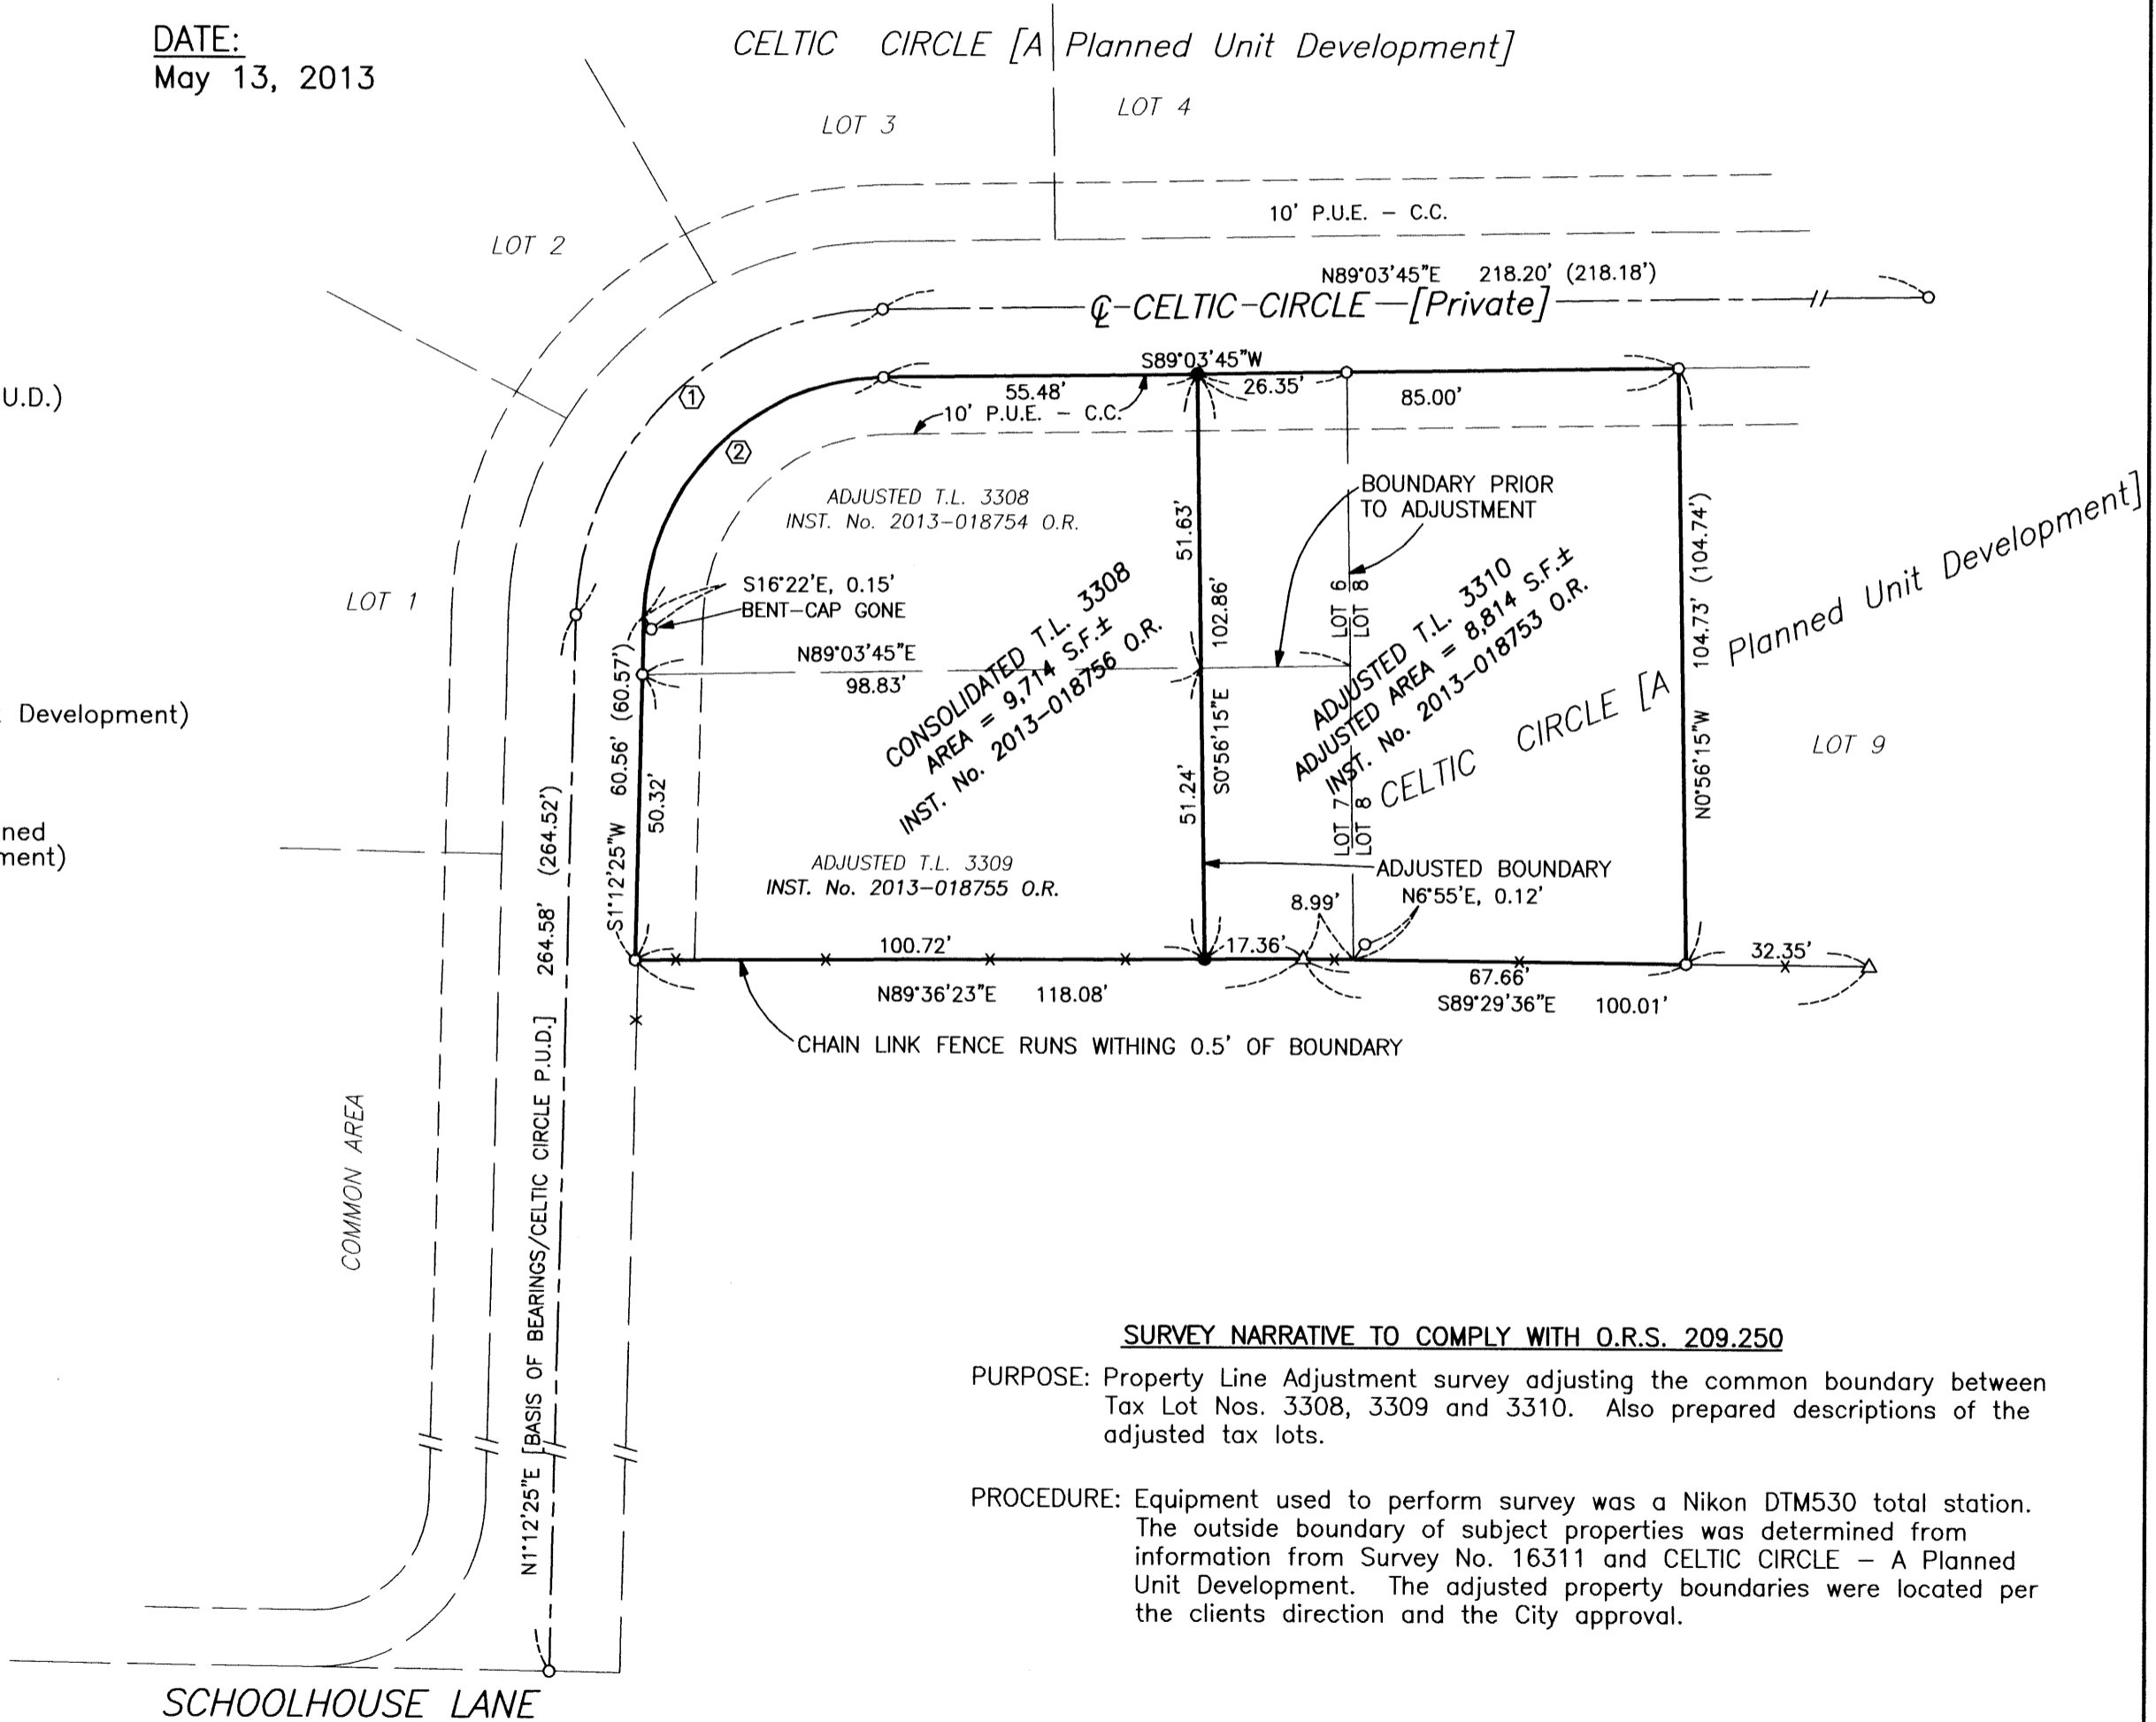 DATE:
May 13, 2013
CELTIC CIRCLE [A Planned Unit Development]
LOT 4
LOT 3
LOT 2
LOT 1
10' P.U.E. – C.C.
N89°03'45"E 218.20' (218.18')
℄-CELTIC-CIRCLE-[Private]
U.D.)
Development)
ned
ment)
S89°03'45"W
55.48'
26.35'
85.00'
10' P.U.E. – C.C.
1
2
ADJUSTED T.L. 3308
INST. No. 2013-018754 O.R.
BOUNDARY PRIOR
TO ADJUSTMENT
51.63'
102.86'
S0°56'15"E
51.24'
S16°22'E, 0.15'
BENT-CAP GONE
N89°03'45"E
98.83'
LOT 6
LOT 8
CONSOLIDATED T.L. 3308
AREA = 9,714 S.F.±
INST. No. 2013-018756 O.R.
ADJUSTED T.L. 3310
ADJUSTED AREA = 8,814 S.F.±
INST. No. 2013-018753 O.R.
LOT 7
LOT 8
CELTIC CIRCLE [A Planned Unit Development]
N0°56'15"W 104.73' (104.74')
LOT 9
S1°12'25"W 60.56' (60.57')
50.32'
ADJUSTED T.L. 3309
INST. No. 2013-018755 O.R.
ADJUSTED BOUNDARY
N6°55'E, 0.12'
8.99'
100.72'
17.36'
67.66'
32.35'
N89°36'23"E 118.08'
S89°29'36"E 100.01'
CHAIN LINK FENCE RUNS WITHING 0.5' OF BOUNDARY
COMMON AREA
N1°12'25"E [BASIS OF BEARINGS/CELTIC CIRCLE P.U.D.] 264.58' (264.52')
SCHOOLHOUSE LANE
SURVEY NARRATIVE TO COMPLY WITH O.R.S. 209.250
PURPOSE: Property Line Adjustment survey adjusting the common boundary between
Tax Lot Nos. 3308, 3309 and 3310. Also prepared descriptions of the
adjusted tax lots.
PROCEDURE: Equipment used to perform survey was a Nikon DTM530 total station.
The outside boundary of subject properties was determined from
information from Survey No. 16311 and CELTIC CIRCLE – A Planned
Unit Development. The adjusted property boundaries were located per
the clients direction and the City approval.